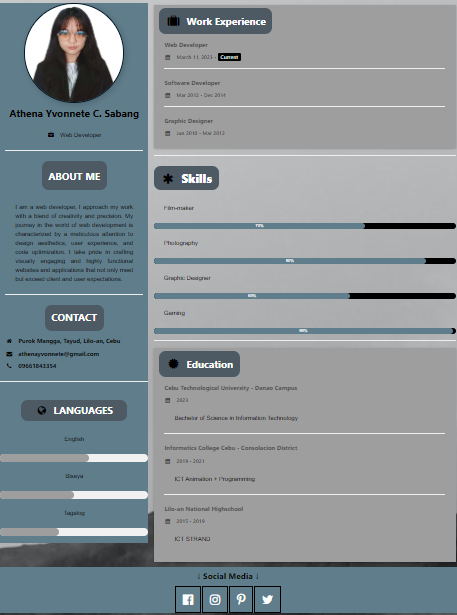 Athena Yvonnete C. Sabang
Web Developer
ABOUT ME
I am a web developer, I approach my work
with a blend of creativity and precision. My
journey in the world of web development is
characterized by a meticulous attention to
design aesthetics, user experience, and
code optimization. I take pride in crafting
visually engaging and highly functional
websites and applications that not only meet
but exceed client and user expectations.
CONTACT
Purok Mangga, Tayud, Lilo-an, Cebu
athenayvonnete@gmail.com
09661843354
LANGUAGES
English
Bisaya
Tagalog
Work Experience
Web Developer
March 11, 2023 - Current
Software Developer
Mar 2012 - Dec 2014
Graphic Designer
Jun 2010 - Mar 2012
Skills
Film-maker
70%
Photography
90%
Graphic Designer
65%
Gaming
99%
Education
Cebu Technological University - Danao Campus
2023
Bachelor of Science in Information Technology
Informatics College Cebu - Consolacion District
2019 - 2021
ICT Animation + Programming
Lilo-an National Highschool
2015 - 2019
ICT STRAND
↓ Social Media ↓